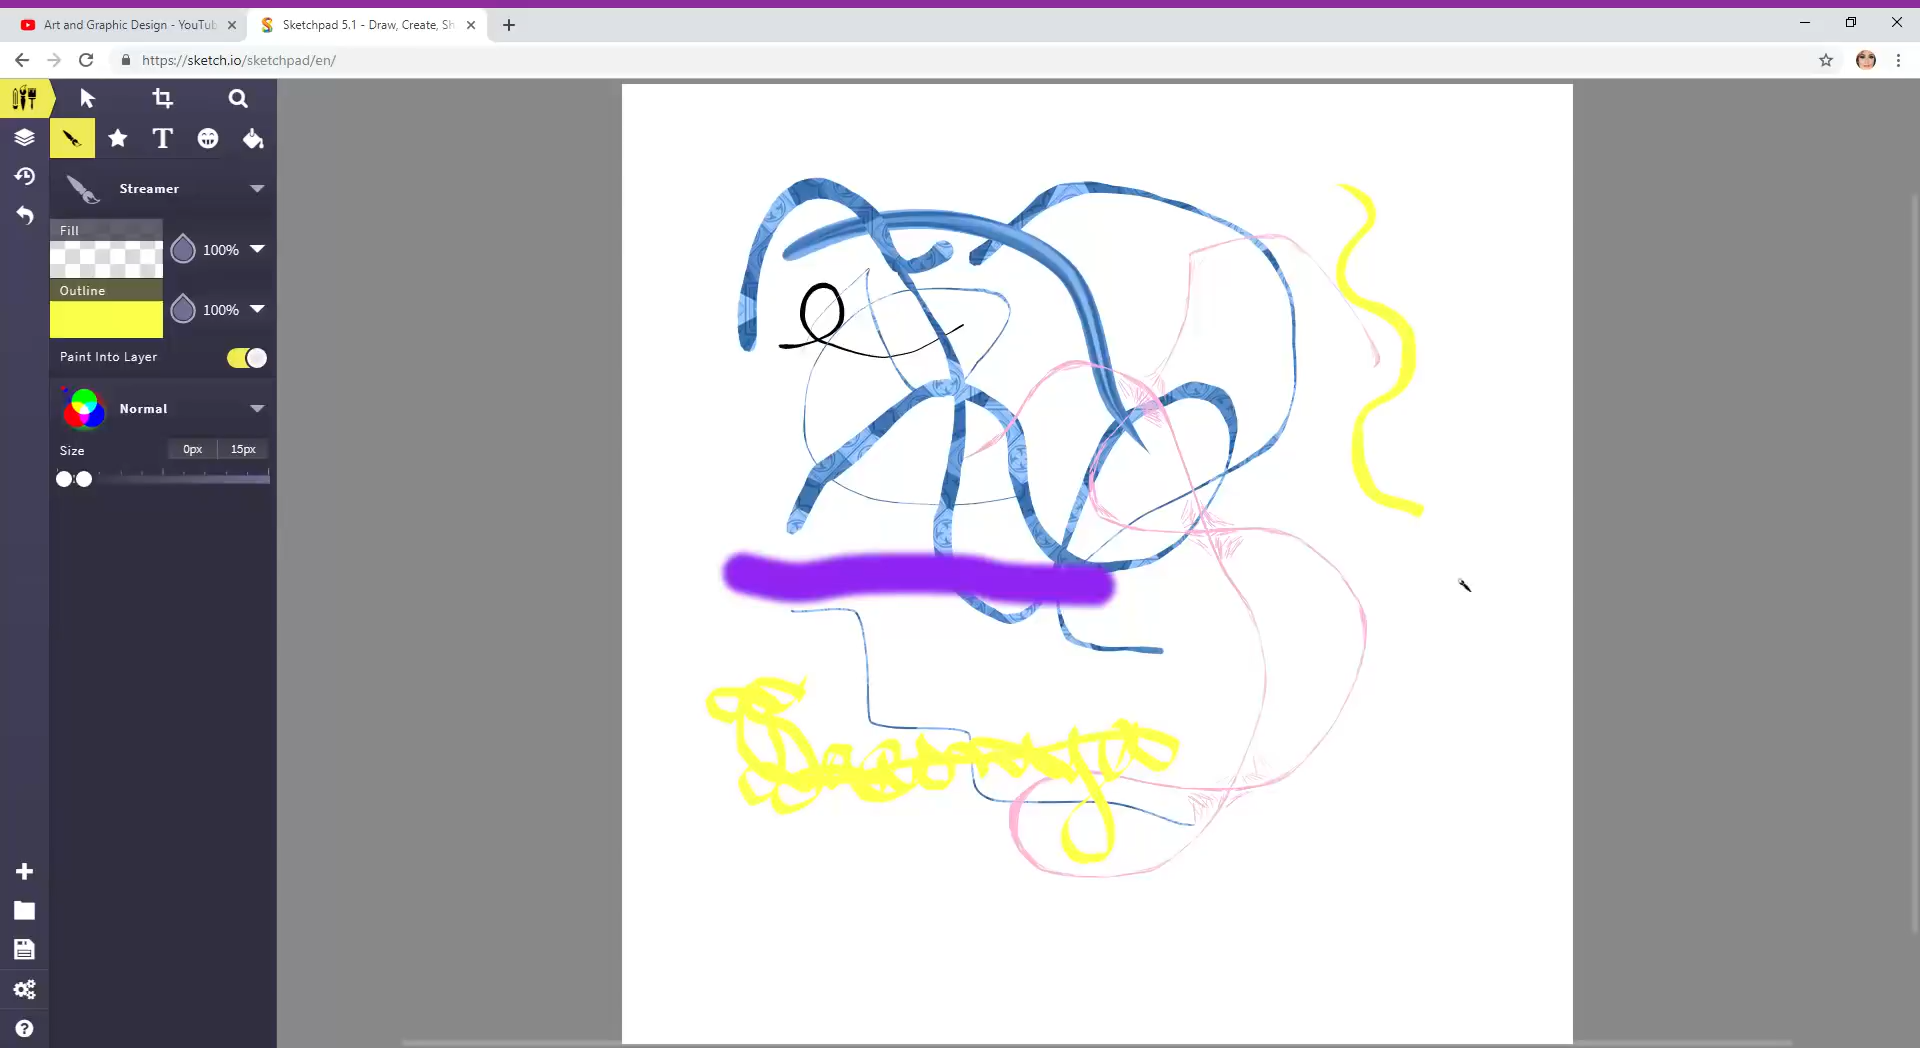 Art and Graphic Design - YouTub
Sketchpad 5.1 - Draw, Create, Sh
https://sketch.io/sketchpad/en/
T
Streamer
Fill
100%
Outline
100%
Paint Into Layer
Normal
Size
0px
15px